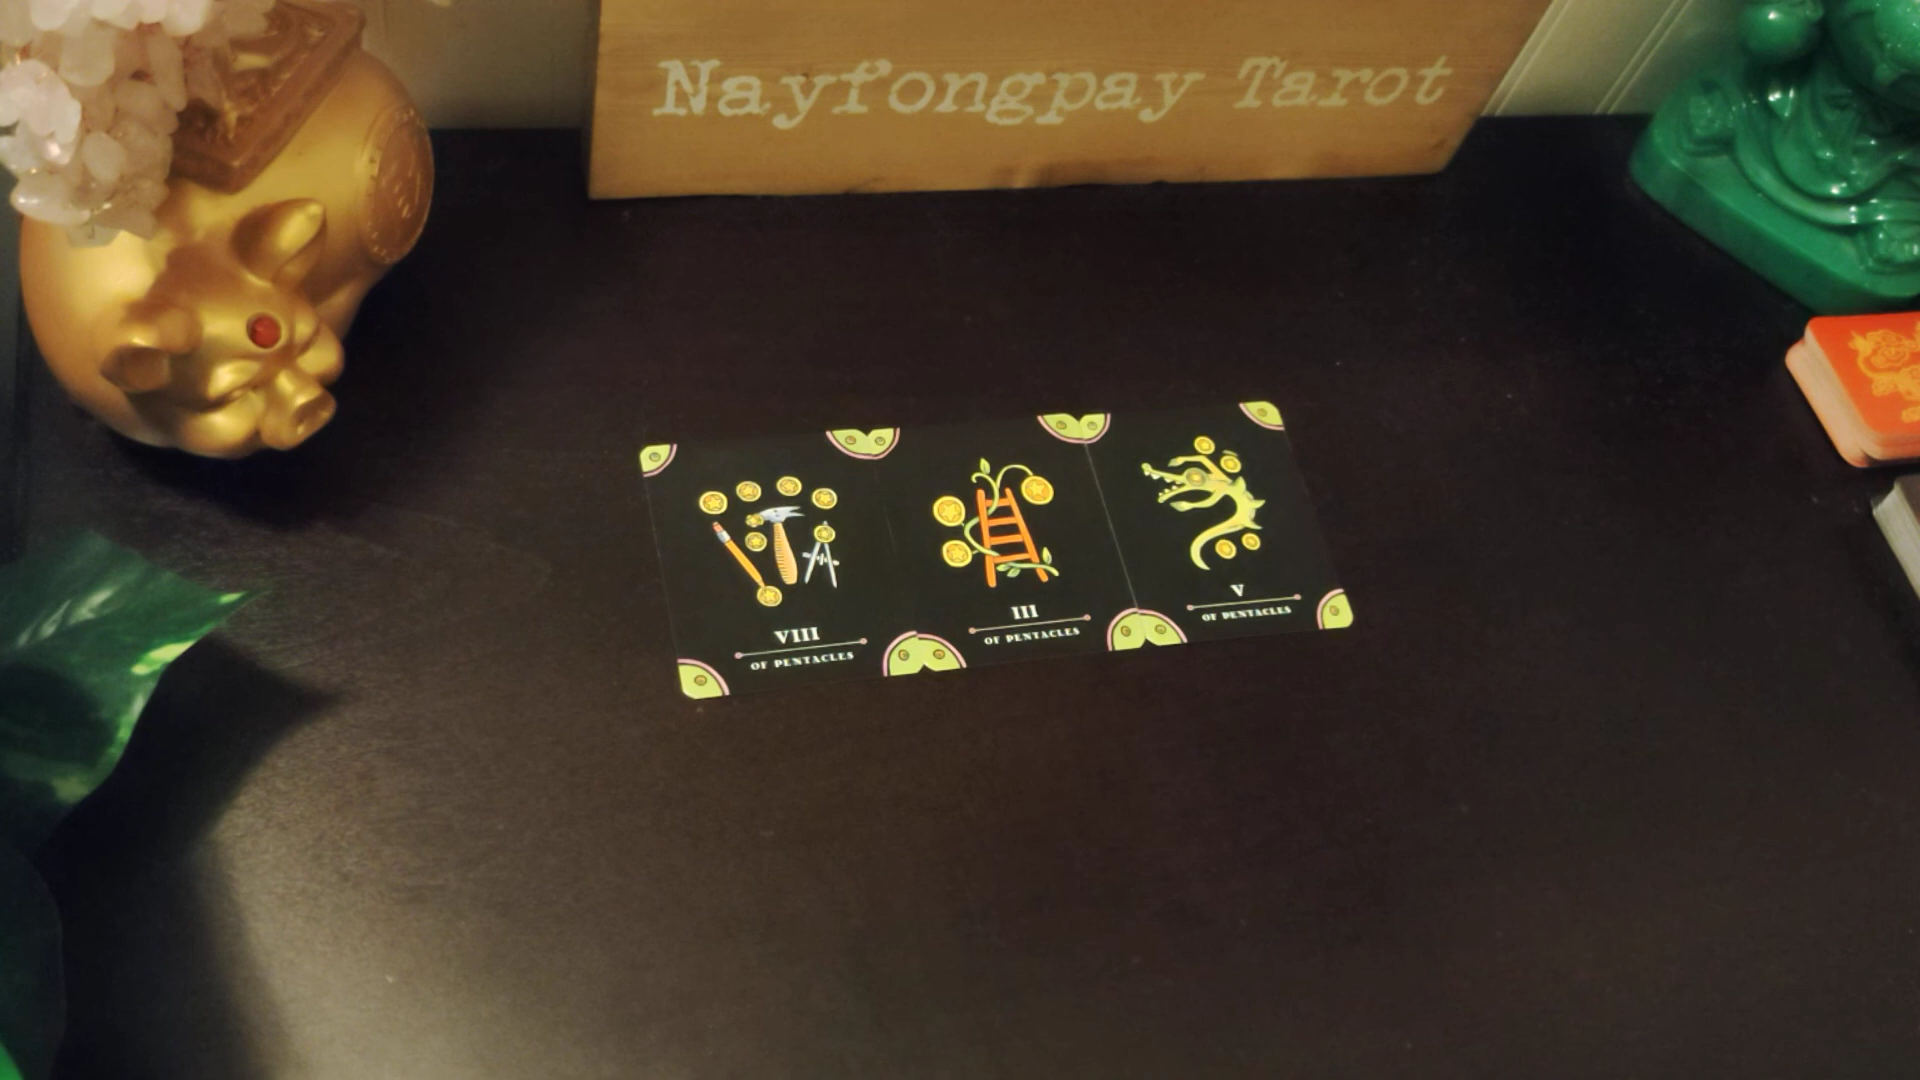 Nayfongpay Tarot
VIII
OF PENTACLES
III
OF PENTACLES
V
OF PENTACLES